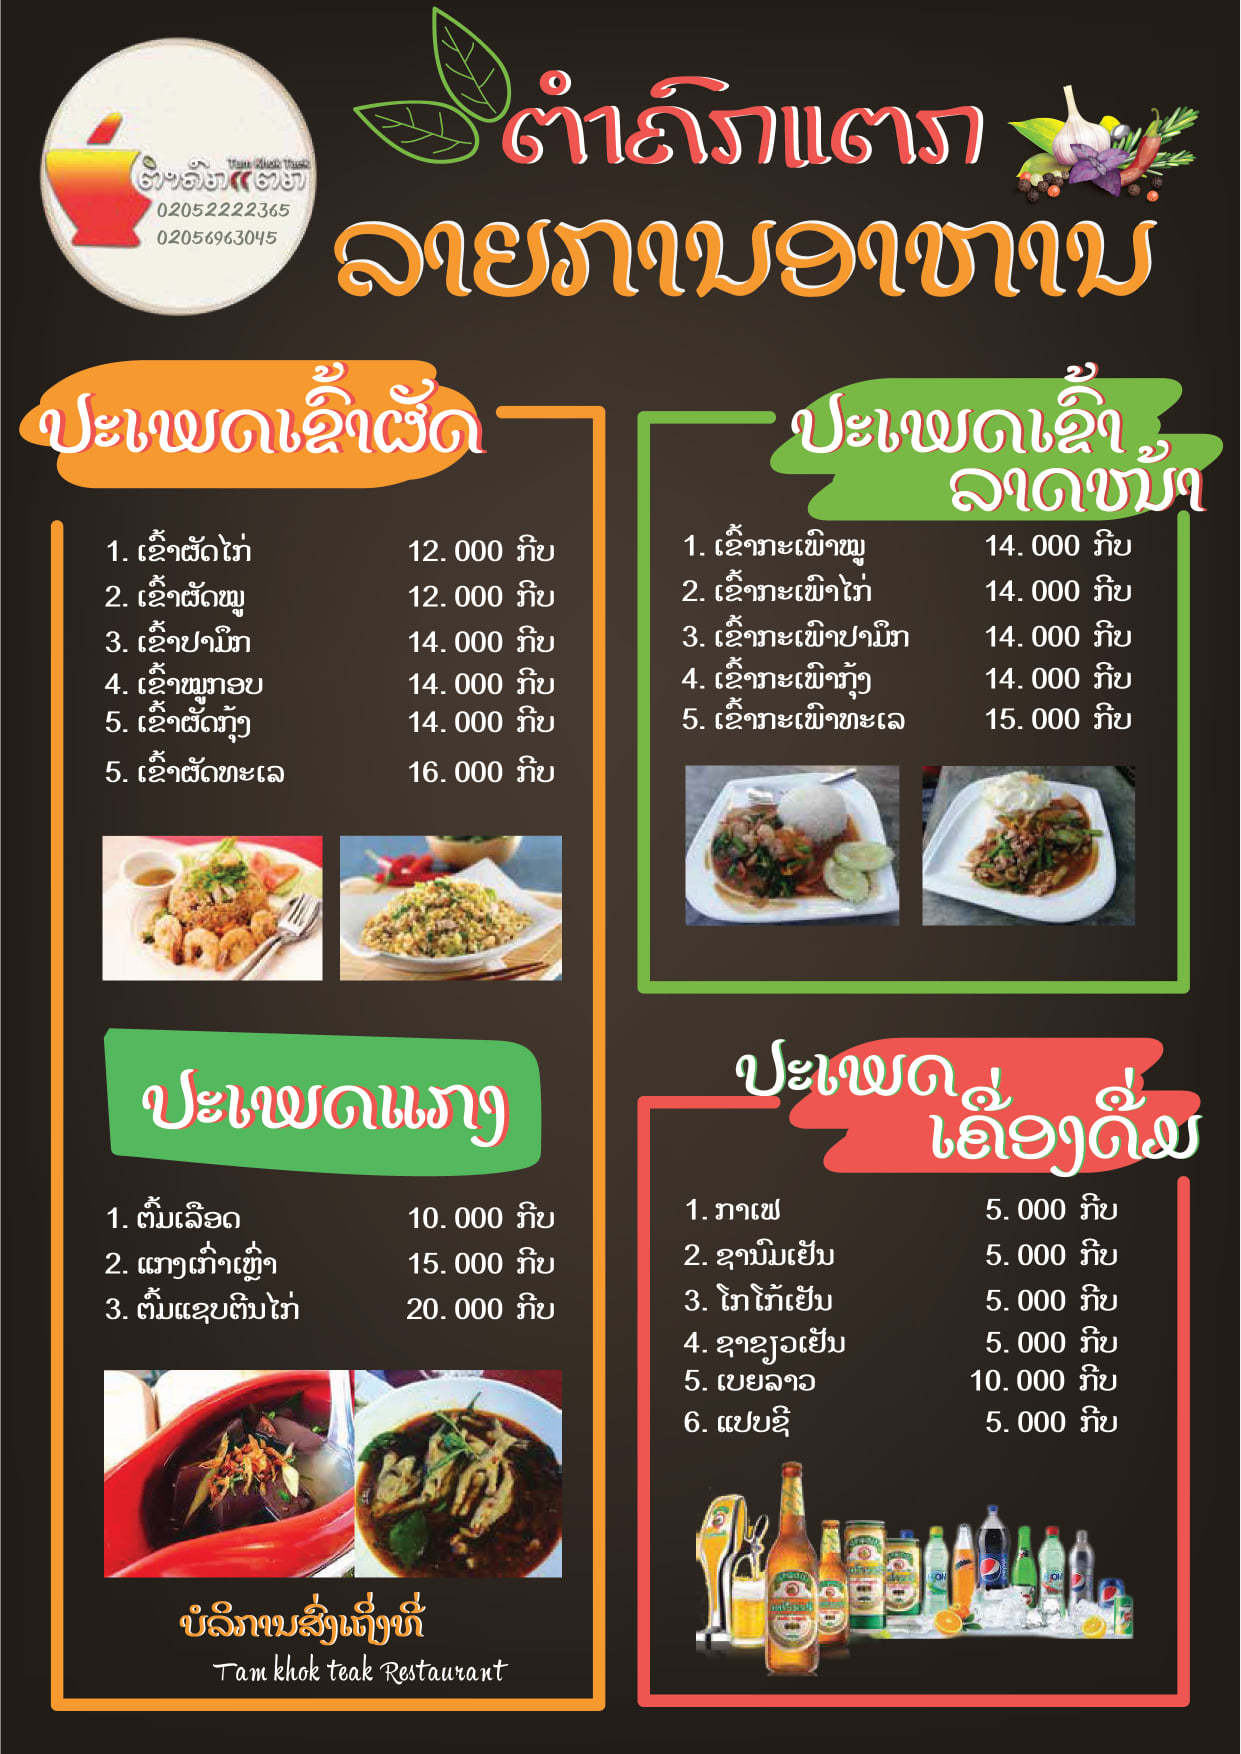 Tam Khok Taek
ຕຳຄົກແຕກ
02052222365
02056963045
ຕຳຄົກແຕກ
ລາຍການອາຫານ
ປະເພດເຂົ້າຜັດ
1. ເຂົ້າຜັດໄກ່ 12. 000 ກີບ
2. ເຂົ້າຜັດໝູ 12. 000 ກີບ
3. ເຂົ້າປາມຶກ 14. 000 ກີບ
4. ເຂົ້າໝູກອບ 14. 000 ກີບ
5. ເຂົ້າຜັດກຸ້ງ 14. 000 ກີບ
5. ເຂົ້າຜັດທະເລ 16. 000 ກີບ
ປະເພດແກງ
1. ຕົ້ມເລືອດ 10. 000 ກີບ
2. ແກງເກົ່າເຫຼົ່າ 15. 000 ກີບ
3. ຕົ້ມແຊບຕີນໄກ່ 20. 000 ກີບ
ບໍລິການສົ່ງເຖິ່ງທີ່
Tam khok teak Restaurant
ປະເພດເຂົ້າ
ລາດໜ້າ
1. ເຂົ້າກະເພົາໝູ 14. 000 ກີບ
2. ເຂົ້າກະເພົາໄກ່ 14. 000 ກີບ
3. ເຂົ້າກະເພົາປາມຶກ 14. 000 ກີບ
4. ເຂົ້າກະເພົາກຸ້ງ 14. 000 ກີບ
5. ເຂົ້າກະເພົາທະເລ 15. 000 ກີບ
ປະເພດ
ເຄື່ອງດື່ມ
1. ກາເຟ 5. 000 ກີບ
2. ຊານົມເຢັນ 5. 000 ກີບ
3. ໂກໂກ້ເຢັນ 5. 000 ກີບ
4. ຊາຂຽວເຢັນ 5. 000 ກີບ
5. ເບຍລາວ 10. 000 ກີບ
6. ແປບຊີ 5. 000 ກີບ